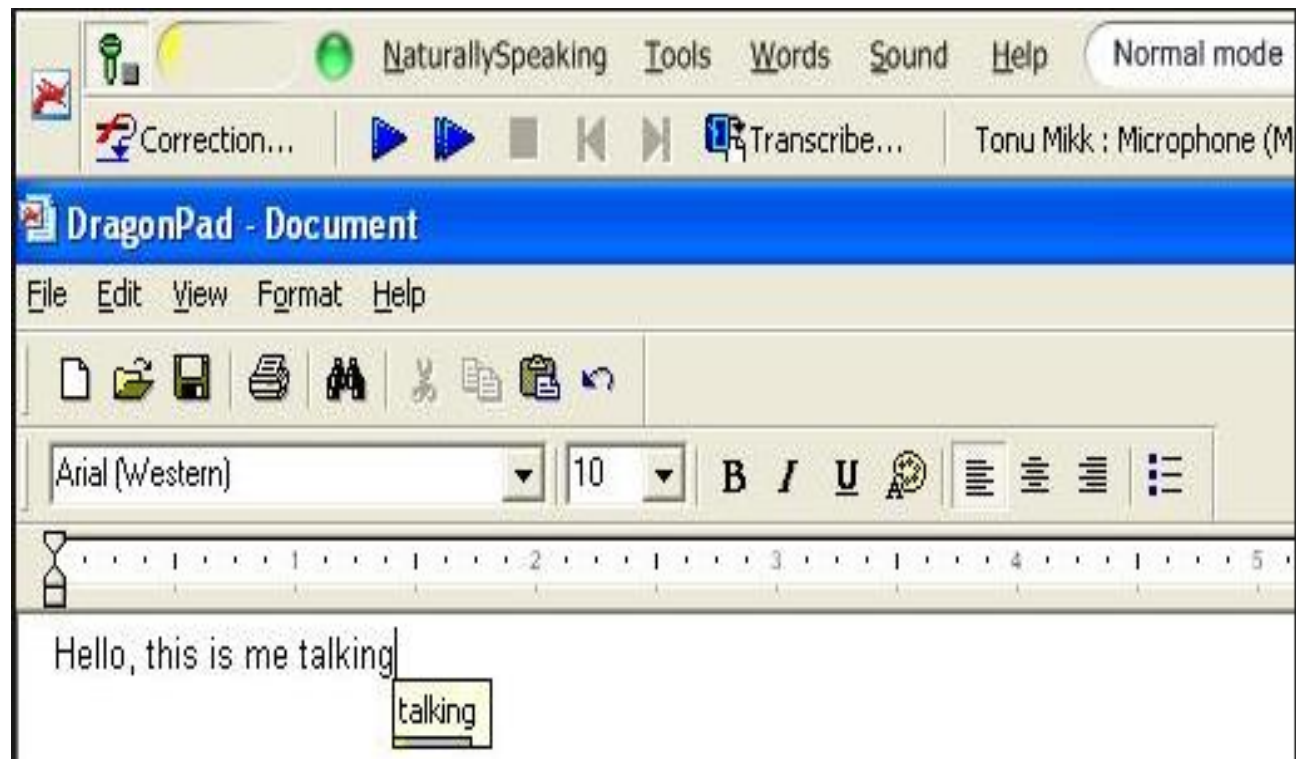 NaturallySpeaking Tools Words Sound Help Normal mode
Correction... Transcribe... Tonu Mikk : Microphone (M
DragonPad - Document
File Edit View Format Help
Arial (Western) 10 B I U A
1 2 3 4 5
Hello, this is me talking
talking